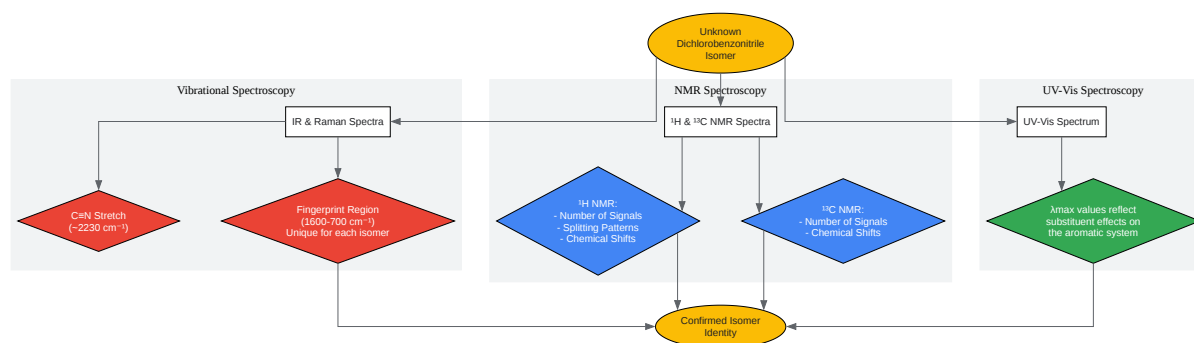 Unknown
Dichlorobenzonitrile
Isomer
Vibrational Spectroscopy
NMR Spectroscopy
UV-Vis Spectroscopy
IR & Raman Spectra
¹H & ¹³C NMR Spectra
UV-Vis Spectrum
C≡N Stretch
(~2230 cm⁻¹)
Fingerprint Region
(1600-700 cm⁻¹)
Unique for each isomer
¹H NMR:
- Number of Signals
- Splitting Patterns
- Chemical Shifts
¹³C NMR:
- Number of Signals
- Chemical Shifts
λmax values reflect
substituent effects on
the aromatic system
Confirmed Isomer
Identity